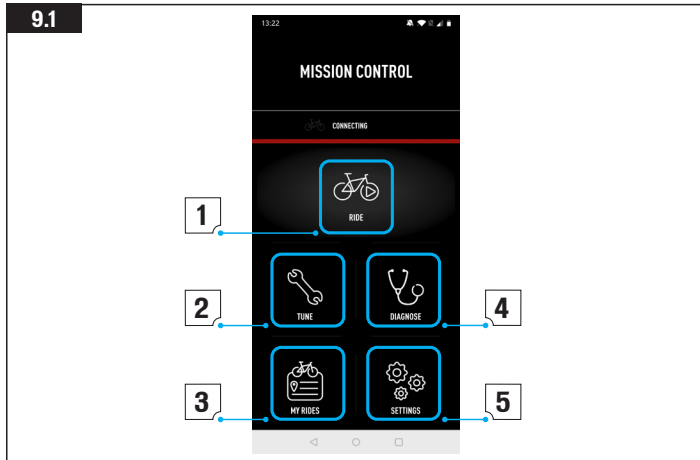 9.1
13:22
MISSION CONTROL
CONNECTING
RIDE
1
TUNE
DIAGNOSE
2
4
MY RIDES
SETTINGS
3
5